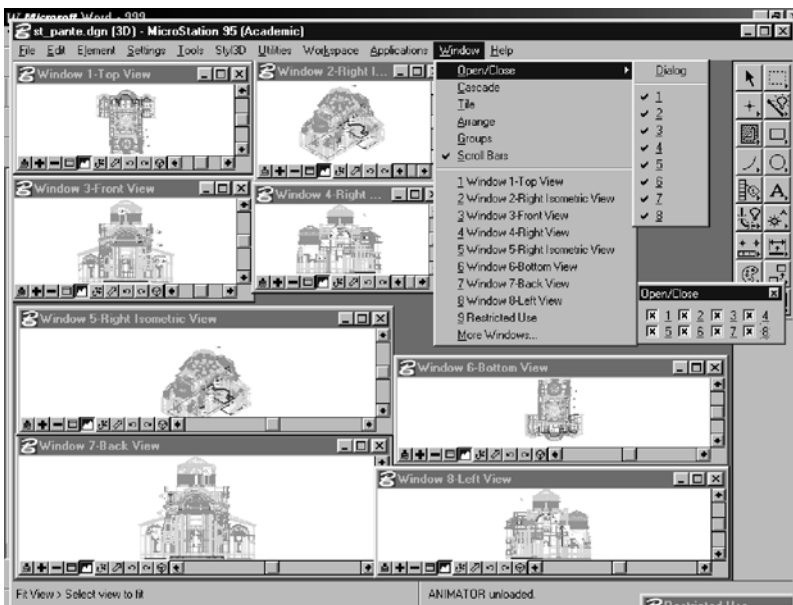 Microsoft Word - 999
st_pante.dgn (3D) - MicroStation 95 (Academic)
File Edit Element Settings Tools Styl3D Utilities Workspace Applications Window Help
Window 1-Top View
Window 2-Right I...
Window 3-Front View
Window 4-Right ...
Window 5-Right Isometric View
Window 6-Bottom View
Window 7-Back View
Window 8-Left View
Open/Close
Cascade
Tile
Arrange
Groups
Scroll Bars
1 Window 1-Top View
2 Window 2-Right Isometric View
3 Window 3-Front View
4 Window 4-Right View
5 Window 5-Right Isometric View
6 Window 6-Bottom View
7 Window 7-Back View
8 Window 8-Left View
9 Restricted Use
More Windows...
Dialog
1
2
3
4
5
6
7
8
A
Open/Close
1 2 3 4
5 6 7 8
Fit View > Select view to fit
ANIMATOR unloaded.
Restricted Use